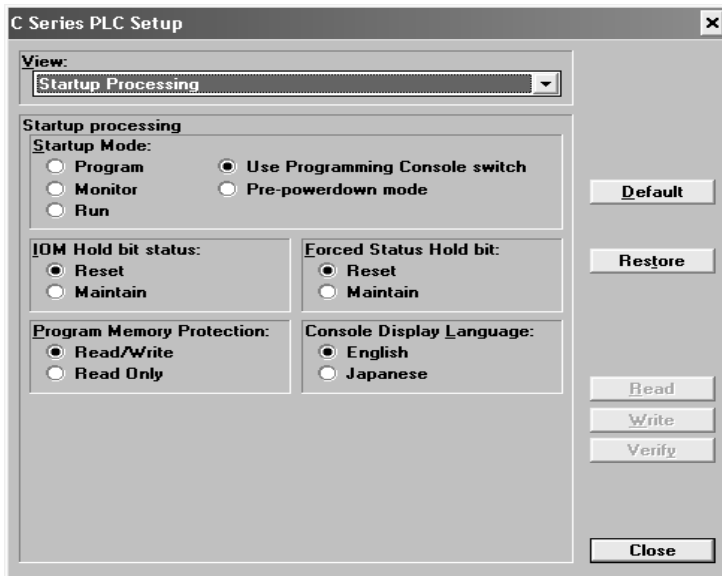 C Series PLC Setup
View:
Startup Processing
Startup processing
Startup Mode:
Program
Use Programming Console switch
Monitor
Pre-powerdown mode
Run
IOM Hold bit status:
Reset
Maintain
Forced Status Hold bit:
Reset
Maintain
Program Memory Protection:
Read/Write
Read Only
Console Display Language:
English
Japanese
Default
Restore
Read
Write
Verify
Close